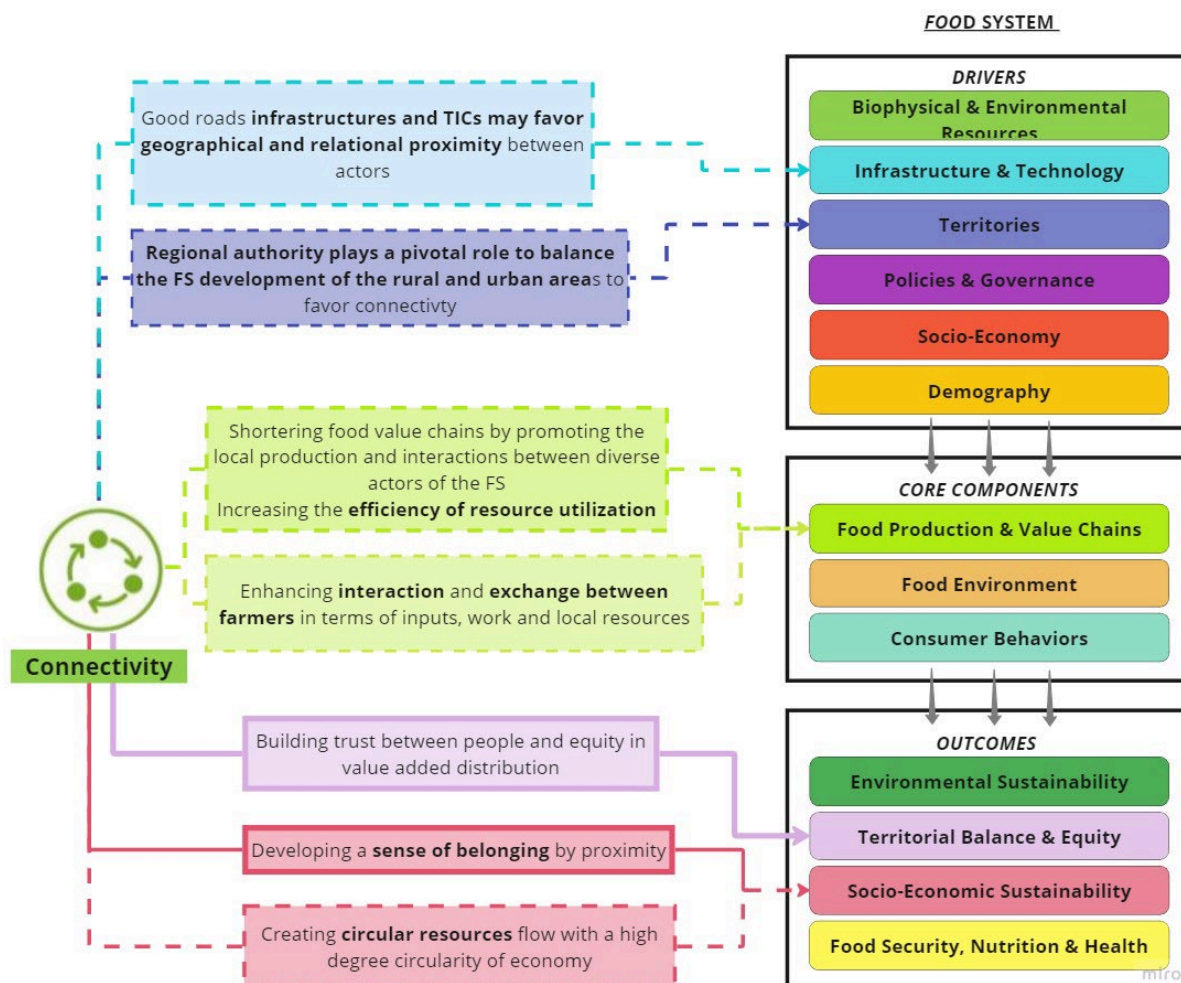 FOOD SYSTEM
DRIVERS
Biophysical & Environmental
Resources
Infrastructure & Technology
Territories
Policies & Governance
Socio-Economy
Demography
CORE COMPONENTS
Food Production & Value Chains
Food Environment
Consumer Behaviors
OUTCOMES
Environmental Sustainability
Territorial Balance & Equity
Socio-Economic Sustainability
Food Security, Nutrition & Health
Good roads infrastructures and TICs may favor
geographical and relational proximity between
actors
Regional authority plays a pivotal role to balance
the FS development of the rural and urban areas to
favor connectivty
Shortering food value chains by promoting the
local production and interactions between diverse
actors of the FS
Increasing the efficiency of resource utilization
Enhancing interaction and exchange between
farmers in terms of inputs, work and local resources
Connectivity
Building trust between people and equity in
value added distribution
Developing a sense of belonging by proximity
Creating circular resources flow with a high
degree circularity of economy
miro